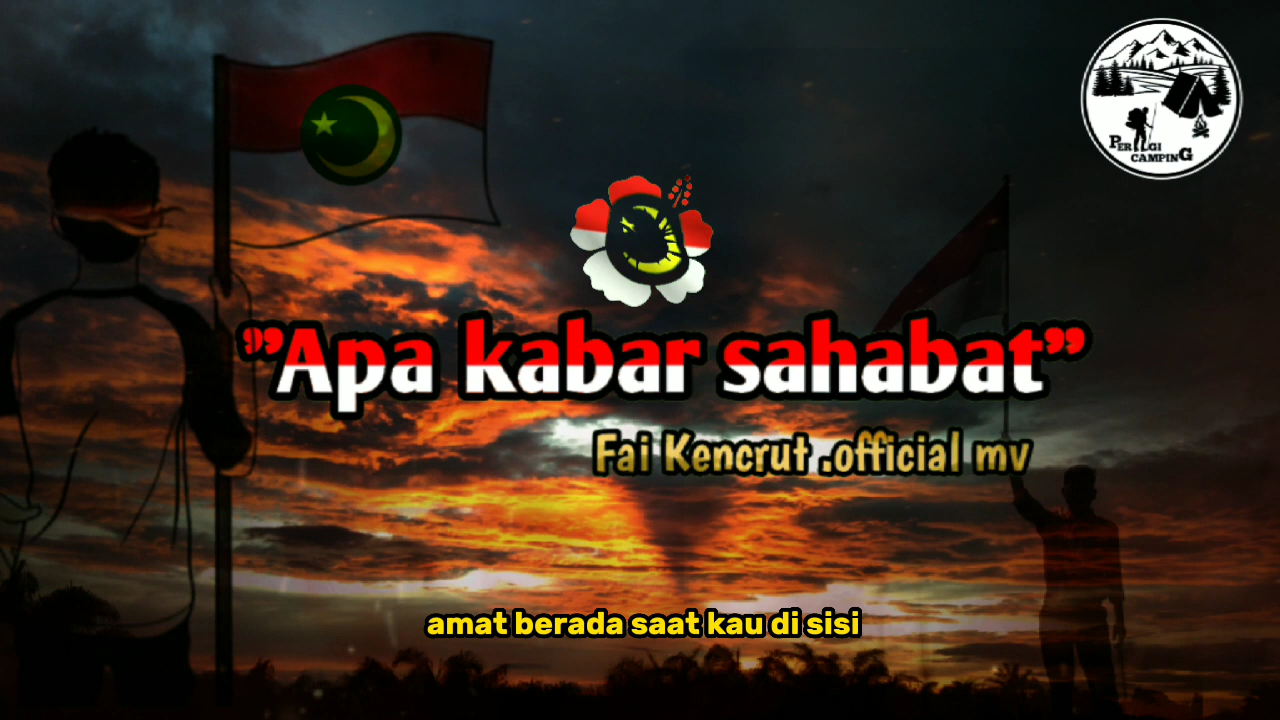 PERGI
CAMPING
"Apa kabar sahabat"
Fai Kencrut .official mv
amat berada saat kau di sisi